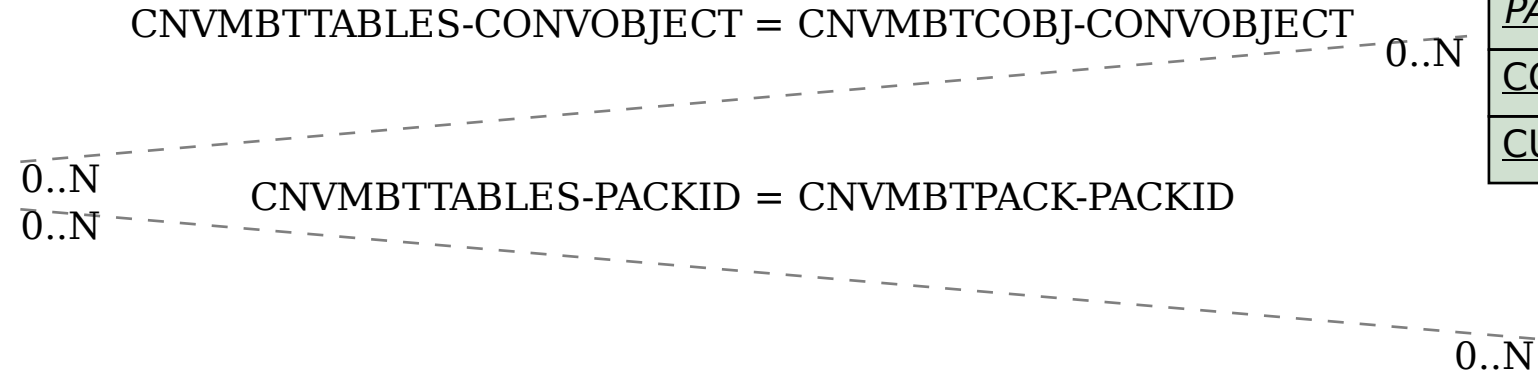 CNVMBTTABLES-CONVOBJECT = CNVMBTCOBJ-CONVOBJECT
0..N
0..N
CNVMBTTABLES-PACKID = CNVMBTPACK-PACKID
0..N
0..N